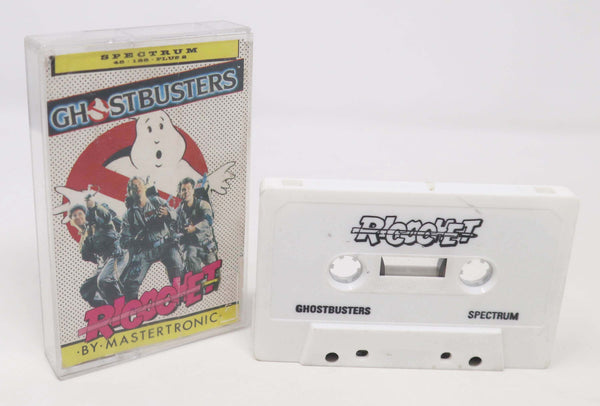 SPECTRUM
48 · 128 · PLUS 2
GHOSTBUSTERS
RICOCHET
·BY·MASTERTRONIC·
RICOCHET
GHOSTBUSTERS SPECTRUM